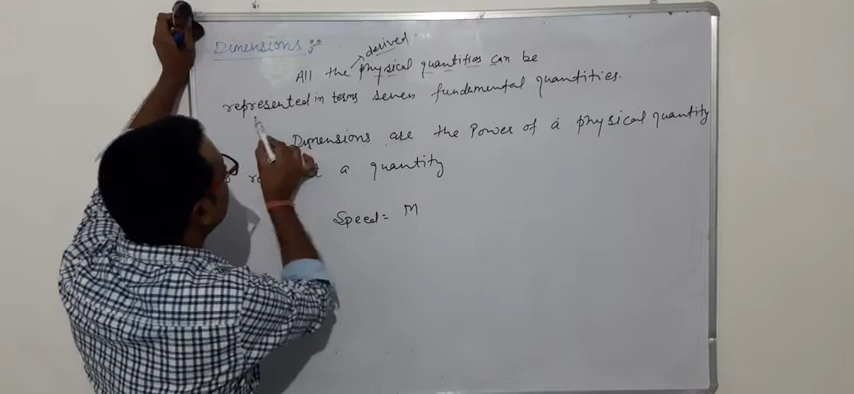 Dimensions :-
derived
All the physical quantities can be
represented in terms seven fundamental quantities.
Dimensions are the Power of a physical quantity
a quantity
Speed = M